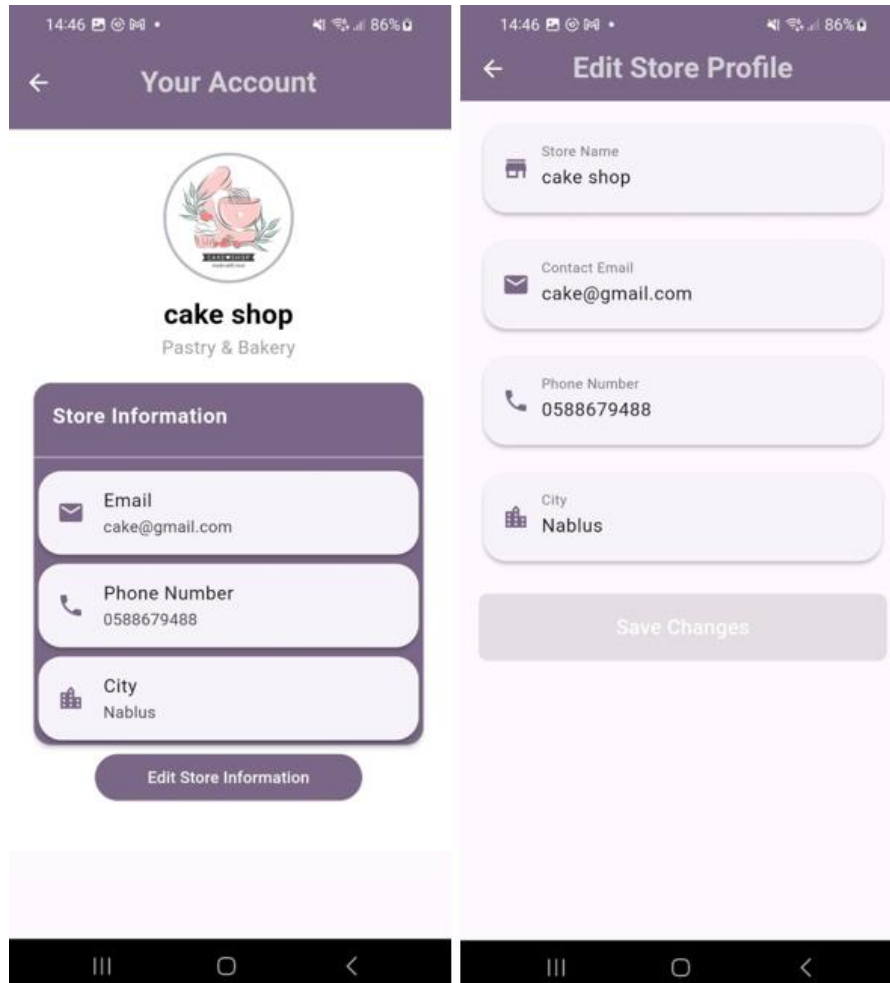 14:46
86%
Your Account
CAKE SHOP
cake shop
Pastry & Bakery
Store Information
Email
cake@gmail.com
Phone Number
0588679488
City
Nablus
Edit Store Information
14:46
86%
Edit Store Profile
Store Name
cake shop
Contact Email
cake@gmail.com
Phone Number
0588679488
City
Nablus
Save Changes